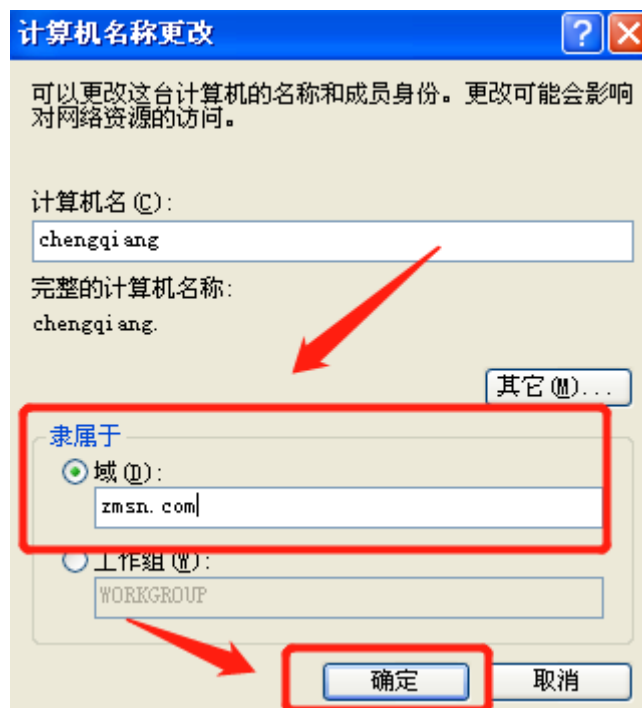 计算机名称更改
可以更改这台计算机的名称和成员身份。更改可能会影响
对网络资源的访问。
计算机名(C):
chengqiang
完整的计算机名称:
chengqiang.
其它(M)...
隶属于
域(D):
zmsn.com
工作组(W):
WORKGROUP
确定
取消